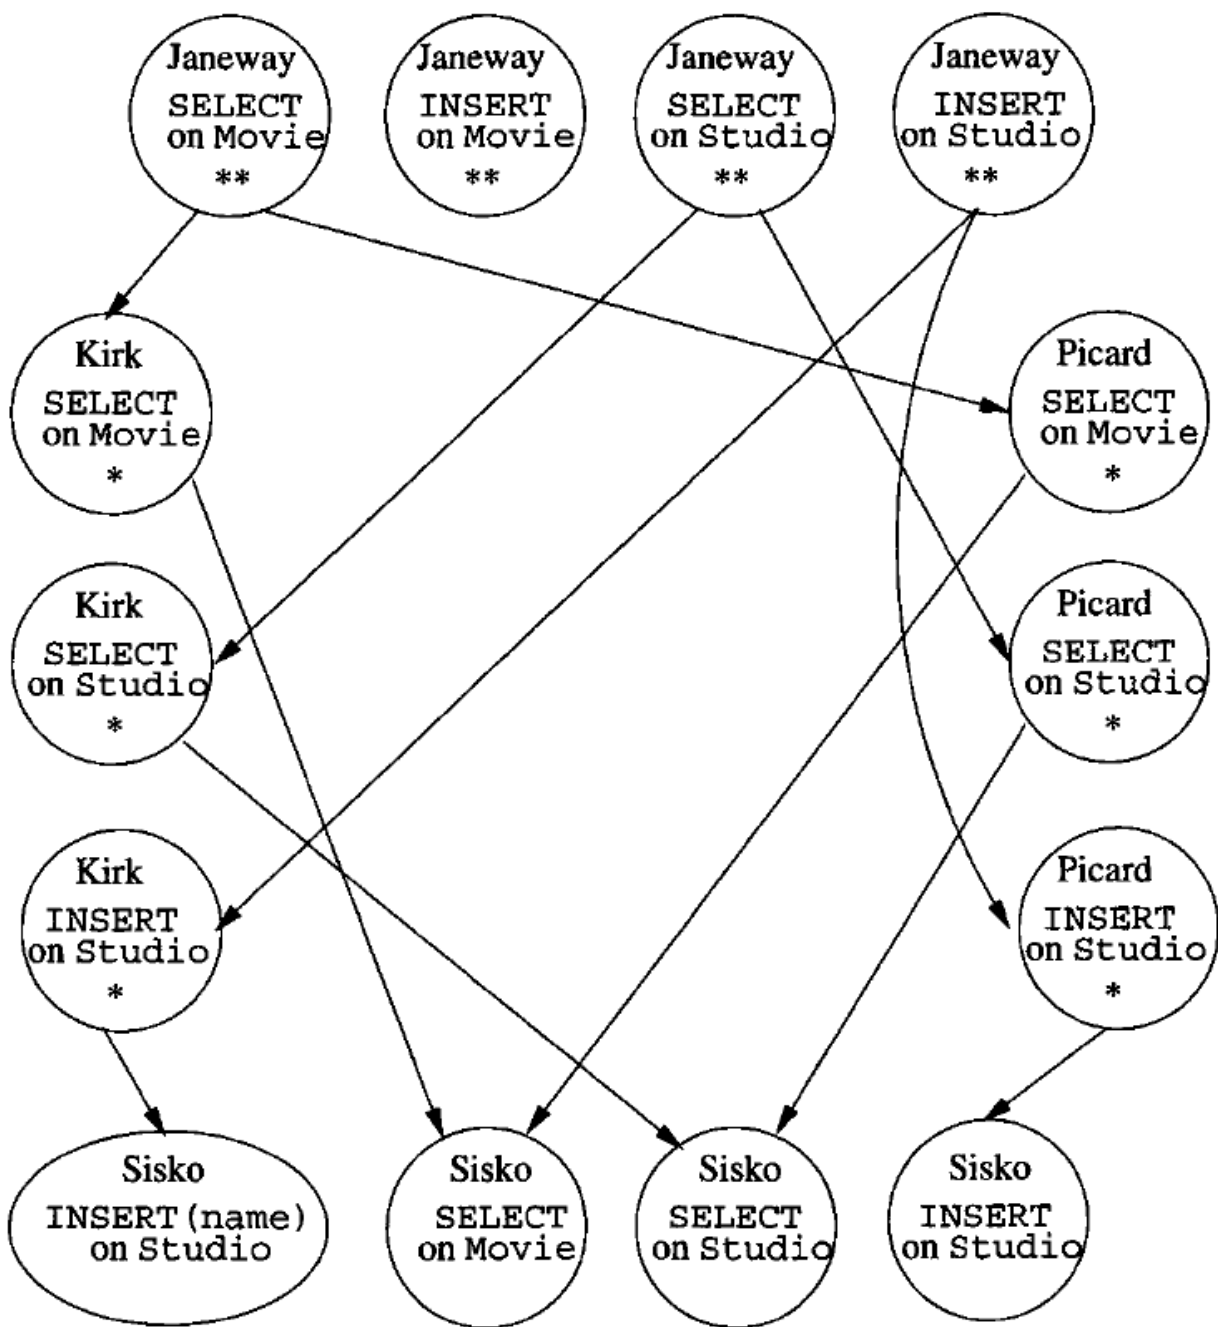 Janeway
SELECT
on Movie
**
Janeway
INSERT
on Movie
**
Janeway
SELECT
on Studio
**
Janeway
INSERT
on Studio
**
Kirk
SELECT
on Movie
*
Picard
SELECT
on Movie
*
Kirk
SELECT
on Studio
*
Picard
SELECT
on Studio
*
Kirk
INSERT
on Studio
*
Picard
INSERT
on Studio
*
Sisko
INSERT(name)
on Studio
Sisko
SELECT
on Movie
Sisko
SELECT
on Studio
Sisko
INSERT
on Studio